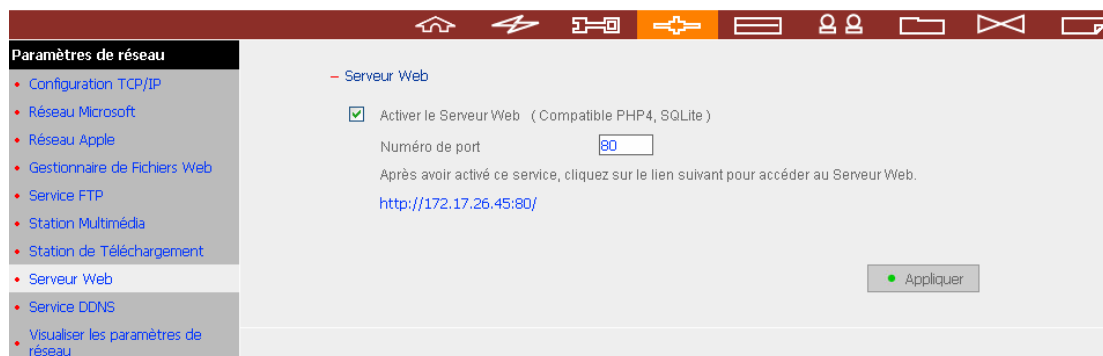 Paramètres de réseau
Configuration TCP/IP
Réseau Microsoft
Réseau Apple
Gestionnaire de Fichiers Web
Service FTP
Station Multimédia
Station de Téléchargement
Serveur Web
Service DDNS
Visualiser les paramètres de
réseau
– Serveur Web
Activer le Serveur Web ( Compatible PHP4, SQLite )
Numéro de port 80
Après avoir activé ce service, cliquez sur le lien suivant pour accéder au Serveur Web.
http://172.17.26.45:80/
Appliquer